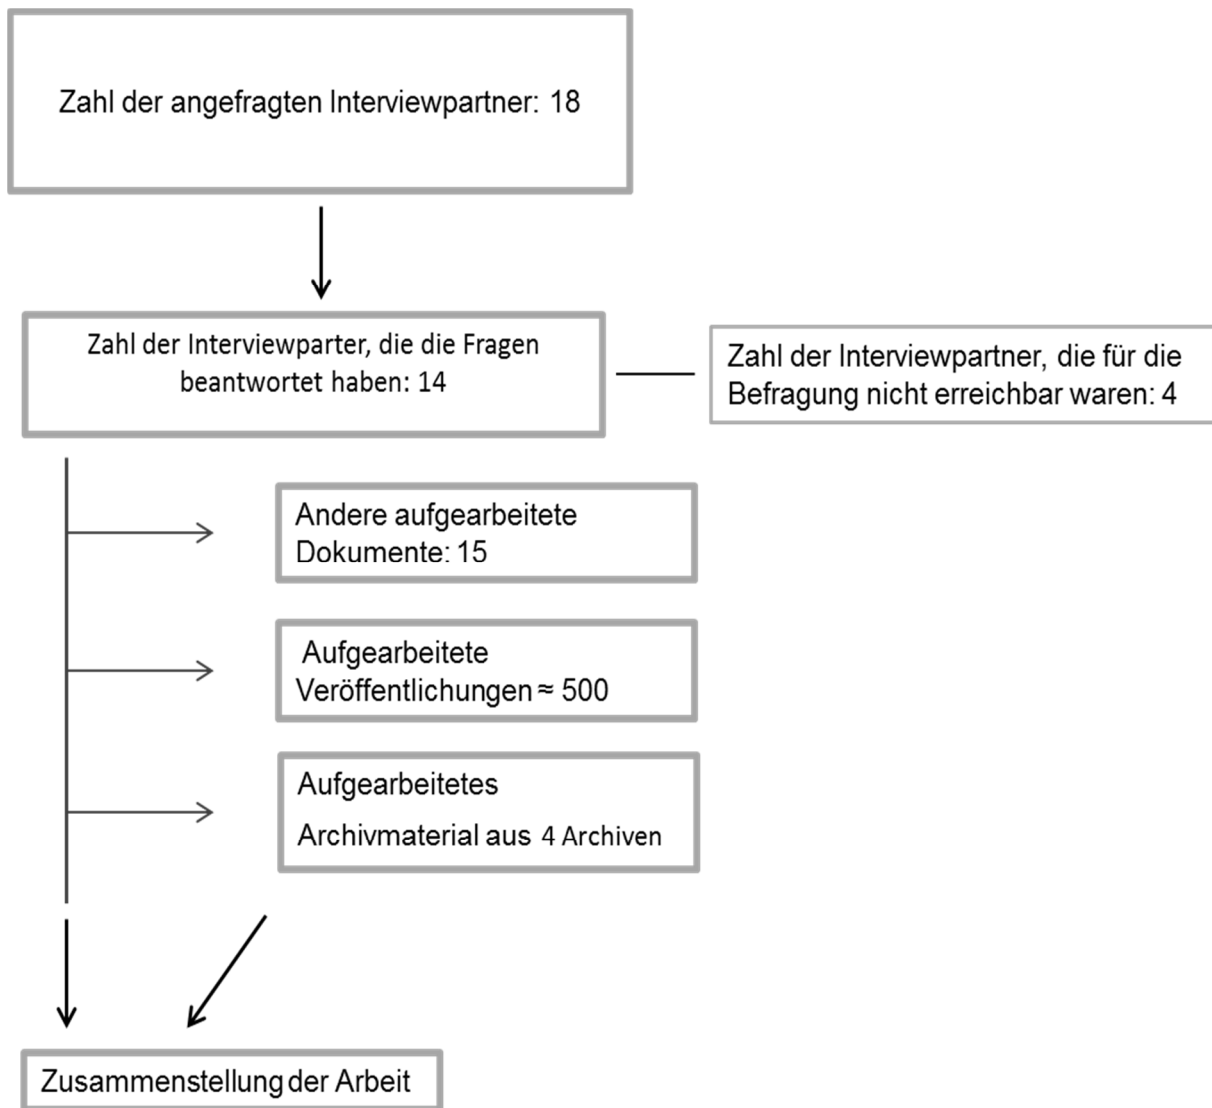 Zahl der angefragten Interviewpartner: 18
Zahl der Interviewparter, die die Fragen
beantwortet haben: 14
Zahl der Interviewpartner, die für die
Befragung nicht erreichbar waren: 4
Andere aufgearbeitete
Dokumente: 15
Aufgearbeitete
Veröffentlichungen ≈ 500
Aufgearbeitetes
Archivmaterial aus 4 Archiven
Zusammenstellung der Arbeit